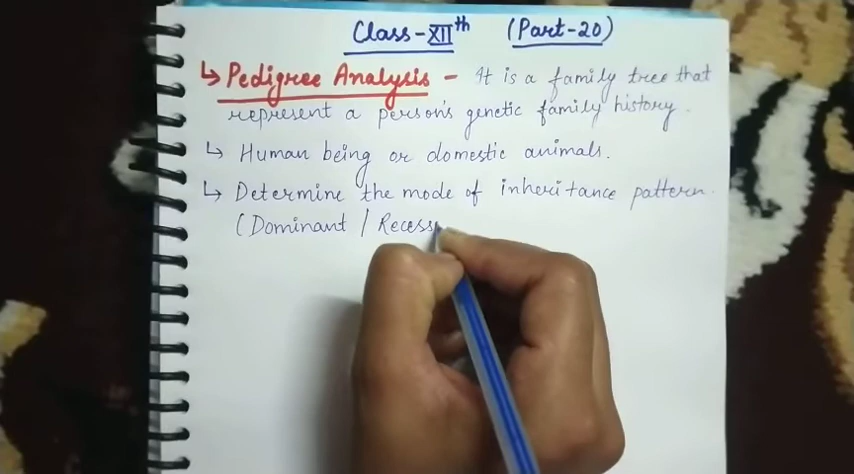 Class-XIIth (Part-20)
↳ Pedigree Analysis - It is a family tree that
represent a person's genetic family history.
↳ Human being or domestic animals.
↳ Determine the mode of inheritance pattern.
(Dominant / Recess